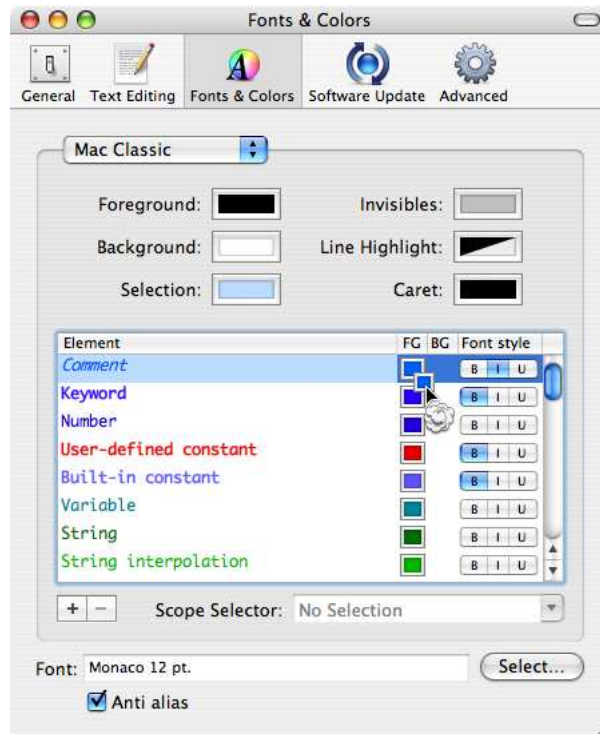 Fonts & Colors
General Text Editing Fonts & Colors Software Update Advanced
Mac Classic
Foreground: Invisibles:
Background: Line Highlight:
Selection: Caret:
Element FG BG Font style
Comment B I U
Keyword B I U
Number B I U
User-defined constant B I U
Built-in constant B I U
Variable B I U
String B I U
String interpolation B I U
+ − Scope Selector: No Selection
Font: Monaco 12 pt. Select...
Anti alias